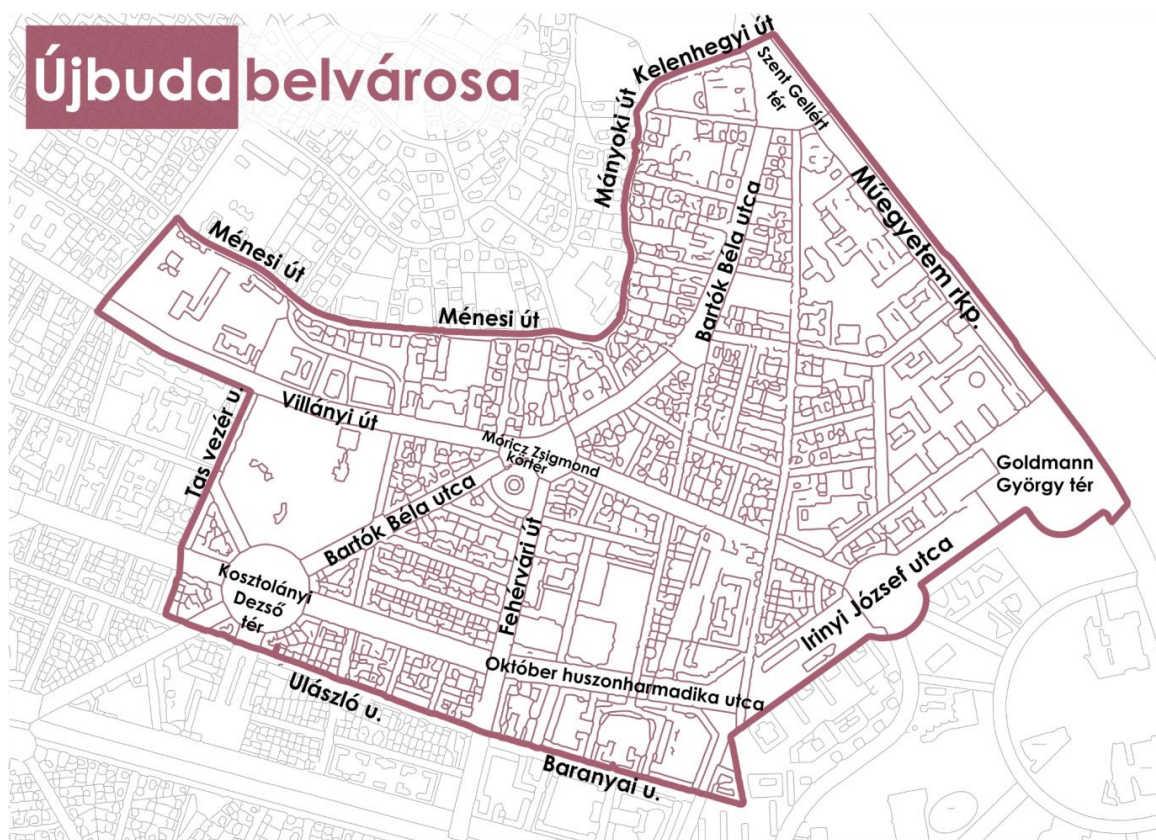 Újbuda belvárosa
Kelenhegyi út
Szent Gellért
tér
Mányoki út
Műegyetem rkp.
Bartók Béla utca
Ménesi út
Ménesi út
Villányi út
Tas vezér u.
Móricz Zsigmond
körtér
Goldmann
György tér
Bartók Béla utca
Fehérvári út
Irinyi József utca
Kosztolányi
Dezső
tér
Október huszonharmadika utca
Ulászló u.
Baranyai u.